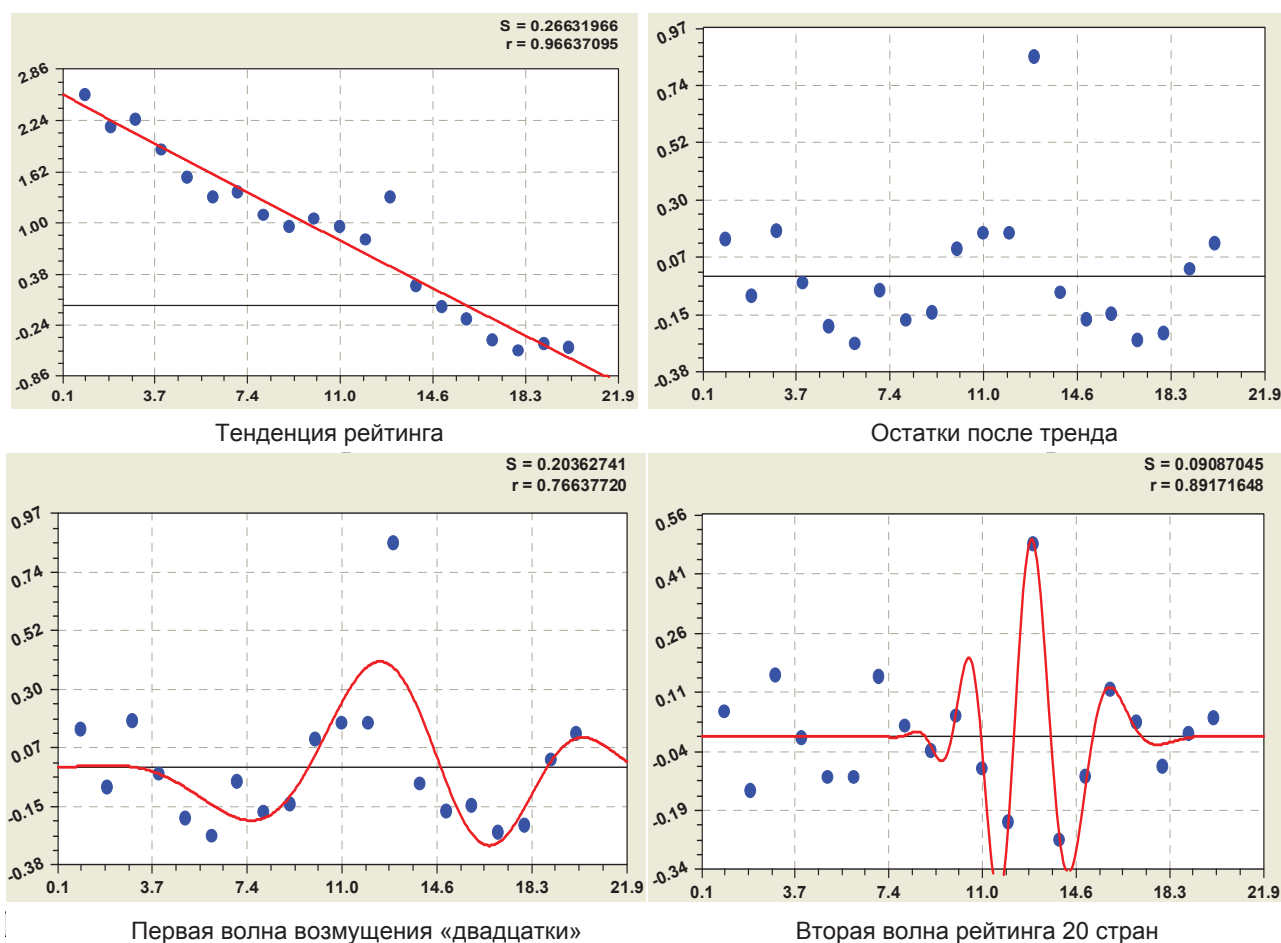 S = 0.26631966
r = 0.96637095
2.86
2.24
1.62
1.00
0.38
-0.24
-0.86
0.1 3.7 7.4 11.0 14.6 18.3 21.9
Тенденция рейтинга
0.97
0.74
0.52
0.30
0.07
-0.15
-0.38
0.1 3.7 7.4 11.0 14.6 18.3 21.9
Остатки после тренда
S = 0.20362741
r = 0.76637720
0.97
0.74
0.52
0.30
0.07
-0.15
-0.38
0.1 3.7 7.4 11.0 14.6 18.3 21.9
Первая волна возмущения «двадцатки»
S = 0.09087045
r = 0.89171648
0.56
0.41
0.26
0.11
-0.04
-0.19
-0.34
0.1 3.7 7.4 11.0 14.6 18.3 21.9
Вторая волна рейтинга 20 стран